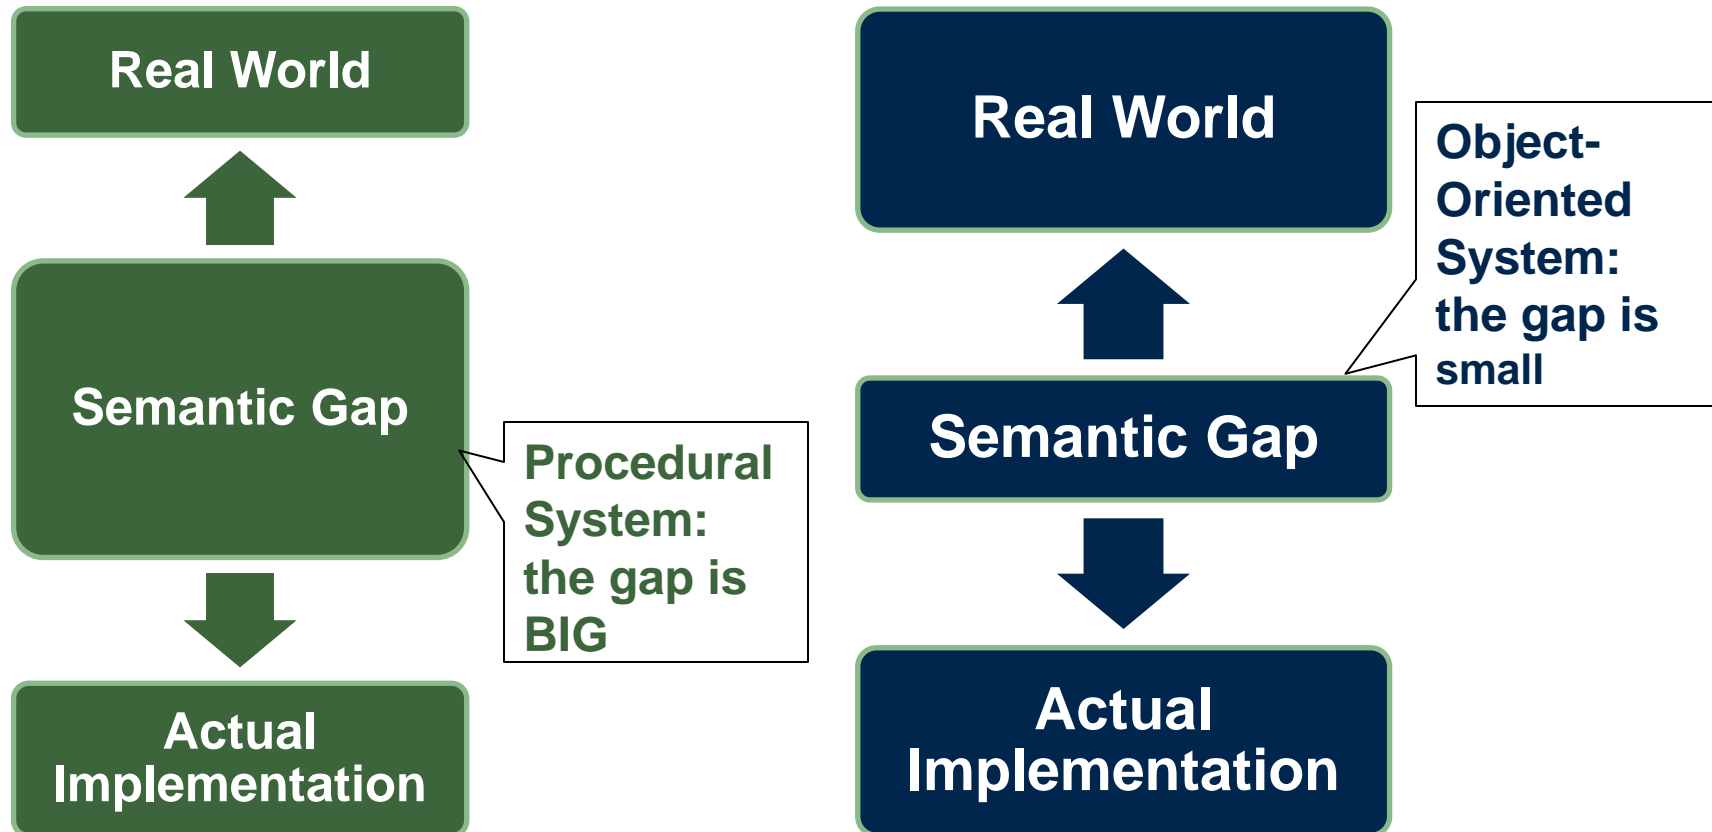 Real World
Semantic Gap
Procedural
System:
the gap is
BIG
Actual
Implementation
Real World
Object-
Oriented
System:
the gap is
small
Semantic Gap
Actual
Implementation